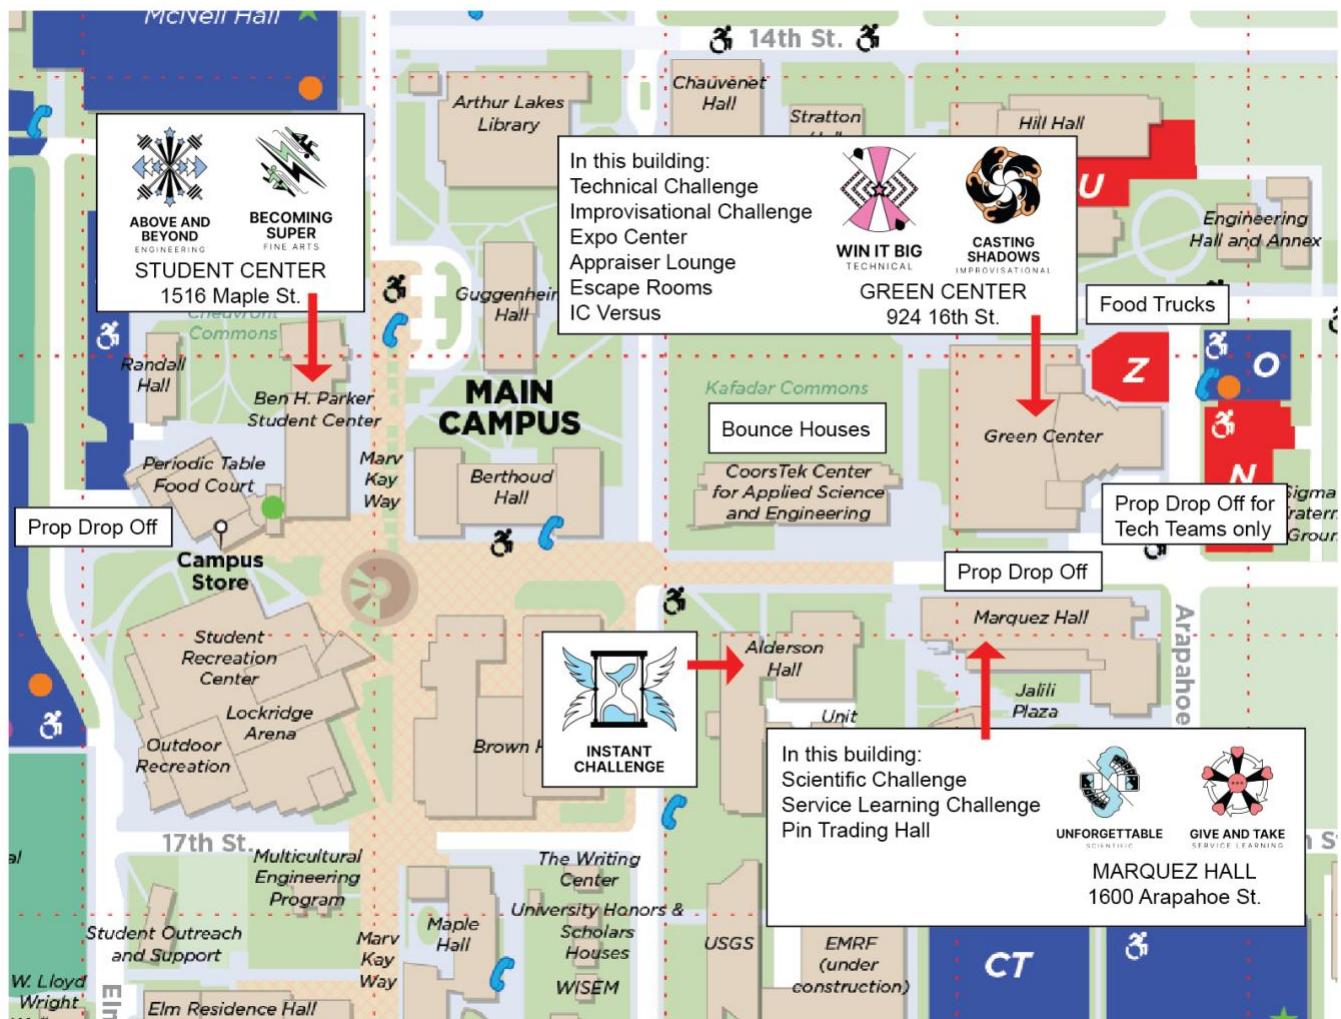 McNeil Hall
14th St.
Chauvenet
Hall
Arthur Lakes
Library
Stratton
Hill Hall
U
Engineering
Hall and Annex
ABOVE AND
BEYOND
ENGINEERING
BECOMING
SUPER
FINE ARTS
STUDENT CENTER
1516 Maple St.
In this building:
Technical Challenge
Improvisational Challenge
Expo Center
Appraiser Lounge
Escape Rooms
IC Versus
WIN IT BIG
TECHNICAL
CASTING
SHADOWS
IMPROVISATIONAL
GREEN CENTER
924 16th St.
Food Trucks
Commons
Guggenheim
Hall
Randall
Hall
Ben H. Parker
Student Center
MAIN
CAMPUS
Kafadar Commons
Bounce Houses
Z
O
Green Center
Periodic Table
Food Court
Marv
Kay
Way
Berthoud
Hall
CoorsTek Center
for Applied Science
and Engineering
N
Prop Drop Off
Prop Drop Off for
Tech Teams only
Sigma
Campus
Store
Prop Drop Off
Student
Recreation
Center
Lockridge
Arena
Outdoor
Recreation
Brown
INSTANT
CHALLENGE
Alderson
Hall
Marquez Hall
Arapahoe
Jalili
Plaza
Unit
In this building:
Scientific Challenge
Service Learning Challenge
Pin Trading Hall
UNFORGETTABLE
SCIENTIFIC
GIVE AND TAKE
SERVICE LEARNING
MARQUEZ HALL
1600 Arapahoe St.
17th St.
Multicultural
Engineering
Program
The Writing
Center
University Honors &
Scholars
Houses
WISEM
Student Outreach
and Support
Marv
Kay
Way
Maple
Hall
USGS
EMRF
(under
construction)
CT
W. Lloyd
Wright
Elm
Elm Residence Hall